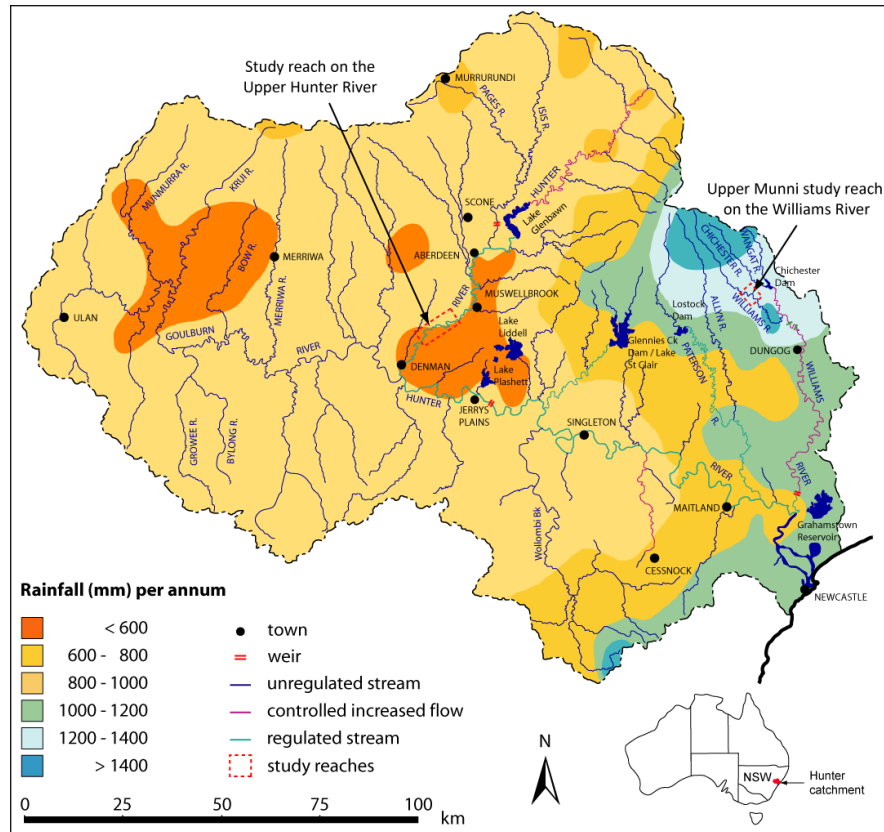 Study reach on the
Upper Hunter River
MURRURUNDI
PAGES R.
ISIS R.
HUNTER
Upper Munni study reach
on the Williams River
MUNMURRA R.
KRUI R.
BOW R.
MERRIWA
MERRIWA R.
SCONE
Lake
Glenbawn
ABERDEEN
RIVER
MUSWELLBROOK
CHICHESTER R.
WANGAT R.
Chichester
Dam
WILLIAMS R.
ULAN
GOULBURN
RIVER
Lake
Liddell
Lostock
Dam
ALLYN R.
PATERSON
R.
Glennies Ck
Dam / Lake
St Clair
DUNGOG
WILLIAMS
RIVER
DENMAN
Lake
Plashett
HUNTER
JERRYS
PLAINS
SINGLETON
GROWEE R.
BYLONG R.
RIVER
MAITLAND
Wollombi Bk
Grahamstown
Reservoir
CESSNOCK
NEWCASTLE
Rainfall (mm) per annum
< 600
600 - 800
800 - 1000
1000 - 1200
1200 - 1400
> 1400
town
weir
unregulated stream
controlled increased flow
regulated stream
study reaches
N
0 25 50 100
km
NSW
Hunter
catchment